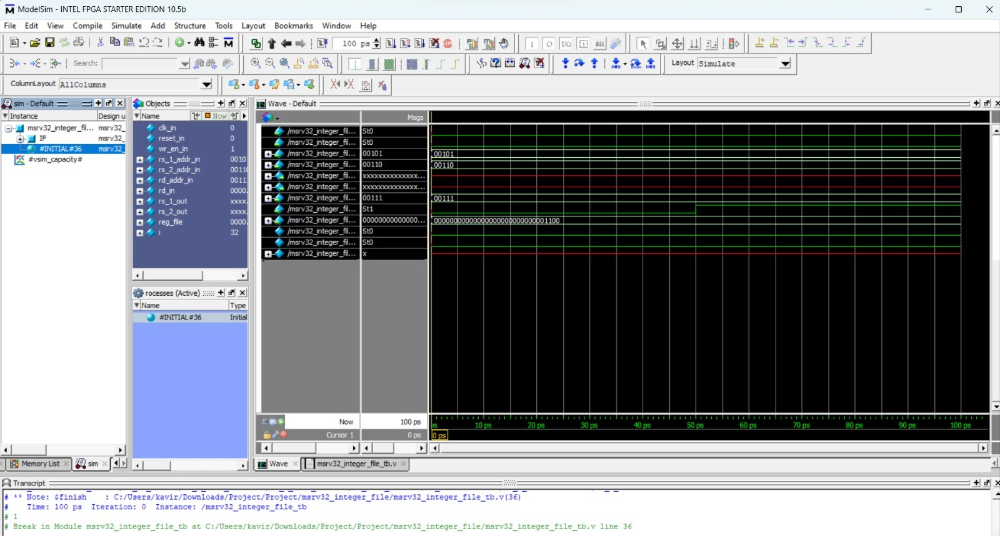 ModelSim - INTEL FPGA STARTER EDITION 10.5b
File Edit View Compile Simulate Add Structure Tools Layout Bookmarks Window Help
100 ps
Search:
Layout Simulate
ColumnLayout AllColumns
sim - Default
Instance Design u
msrv32_integer_fil... msrv32_
IF msrv32_
#INITIAL#36 msrv32_
#vsim_capacity#
Memory List
sim
Objects
Name Now
clk_in 0
reset_in 0
wr_en_in 1
rs_1_addr_in 0010
rs_2_addr_in 0011
rd_addr_in 0011
rd_in 0000.
rs_1_out xxxx.
rs_2_out xxxx.
reg_file 0000.
i 32
rocesses (Active)
Name Type
#INITIAL#36 Initial
Wave - Default
Msgs
/msrv32_integer_fil... St0
/msrv32_integer_fil... St0
/msrv32_integer_fil... 00101 00101
/msrv32_integer_fil... 00110 00110
/msrv32_integer_fil... xxxxxxxxxxxxxx...
/msrv32_integer_fil... xxxxxxxxxxxxxx...
/msrv32_integer_fil... 00111 00111
/msrv32_integer_fil... St1
/msrv32_integer_fil... 00000000000000... 00000000000000000000000000001100
/msrv32_integer_fil... St0
/msrv32_integer_fil... St0
/msrv32_integer_fil... x
Now 100 ps
ps 10 ps 20 ps 30 ps 40 ps 50 ps 60 ps 70 ps 80 ps 90 ps 100 ps
Cursor 1 0 ps 0 ps
Wave msrv32_integer_file_tb.v
Transcript
# ** Note: $finish : C:/Users/kavir/Downloads/Project/Project/msrv32_integer_file/msrv32_integer_file_tb.v(36)
# Time: 100 ps Iteration: 0 Instance: /msrv32_integer_file_tb
# 1
# Break in Module msrv32_integer_file_tb at C:/Users/kavir/Downloads/Project/Project/msrv32_integer_file/msrv32_integer_file_tb.v line 36